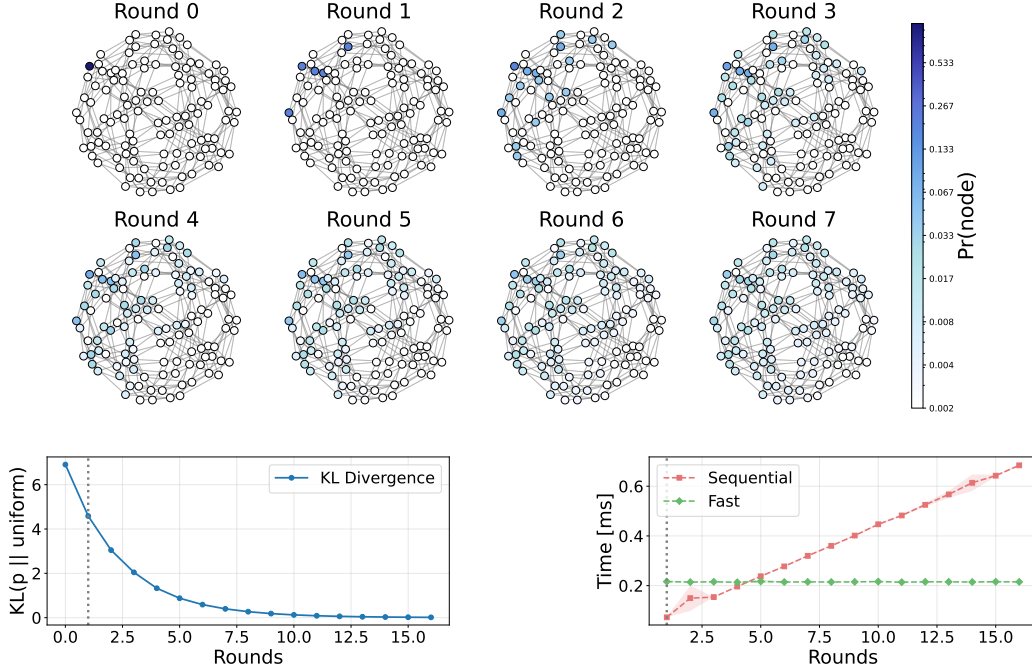 Round 0
Round 1
Round 2
Round 3
Round 4
Round 5
Round 6
Round 7
0.533
0.267
0.133
0.067
0.033
0.017
0.008
0.004
0.002
Pr(node)
KL(p || uniform)
6
4
2
0
KL Divergence
0.0
2.5
5.0
7.5
10.0
12.5
15.0
Rounds
Time [ms]
0.6
0.4
0.2
Sequential
Fast
2.5
5.0
7.5
10.0
12.5
15.0
Rounds